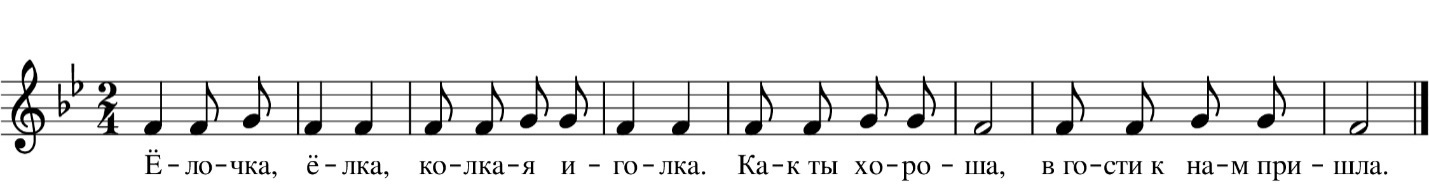 Ё – ло – чка, ё – лка, ко – лка – я и – го – лка. Ка – к ты хо – ро – ша, в го – сти к на – м при – шла.